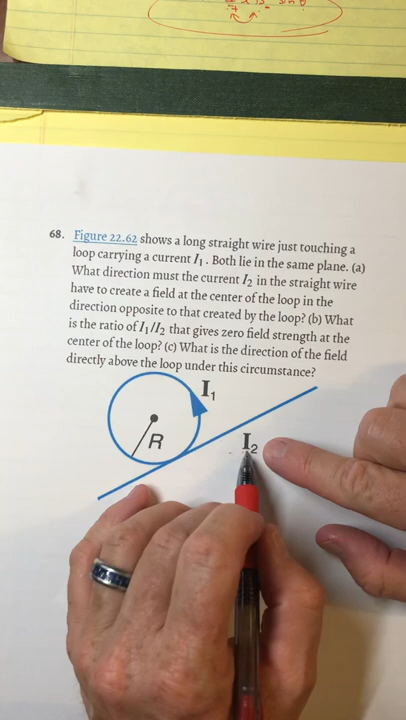 68. Figure 22.62 shows a long straight wire just touching a
loop carrying a current I₁. Both lie in the same plane. (a)
What direction must the current I₂ in the straight wire
have to create a field at the center of the loop in the
direction opposite to that created by the loop? (b) What
is the ratio of I₁/I₂ that gives zero field strength at the
center of the loop? (c) What is the direction of the field
directly above the loop under this circumstance?
I₁
R
I₂